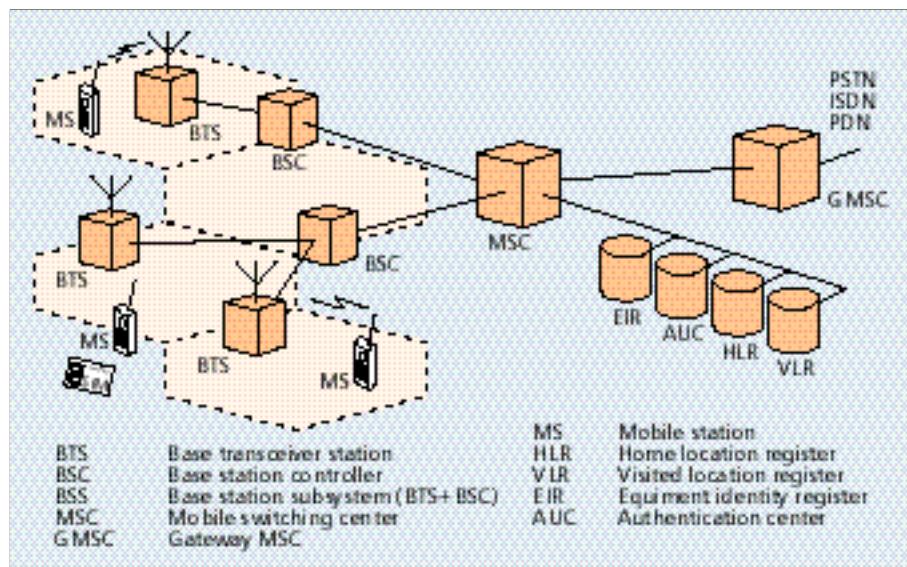 PSTN
ISDN
PDN
MS
BTS
BSC
MSC
GMSC
BTS
BSC
EIR
AUC
HLR
VLR
MS
SIM
BTS
MS
BTS Base transceiver station
BSC Base station controller
BSS Base station subsystem (BTS+BSC)
MSC Mobile switching center
GMSC Gateway MSC
MS Mobile station
HLR Home location register
VLR Visited location register
EIR Equiment identity register
AUC Authentication center